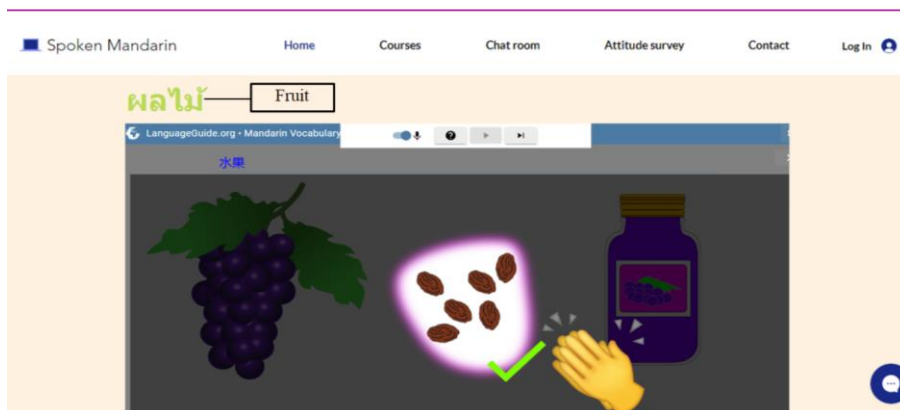 Spoken Mandarin Home Courses Chat room Attitude survey Contact Log In
ผลไม้ Fruit
LanguageGuide.org • Mandarin Vocabulary
水果